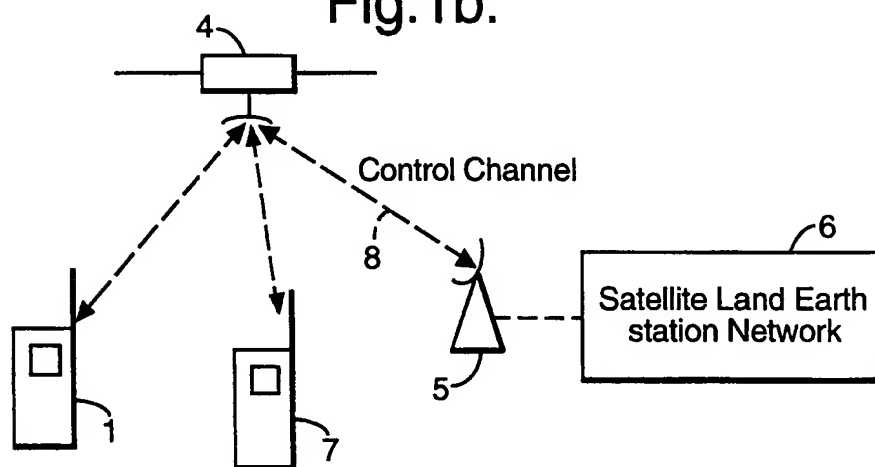 Fig.1b.
4
Control Channel
8
6
Satellite Land Earth
station Network
5
1
7